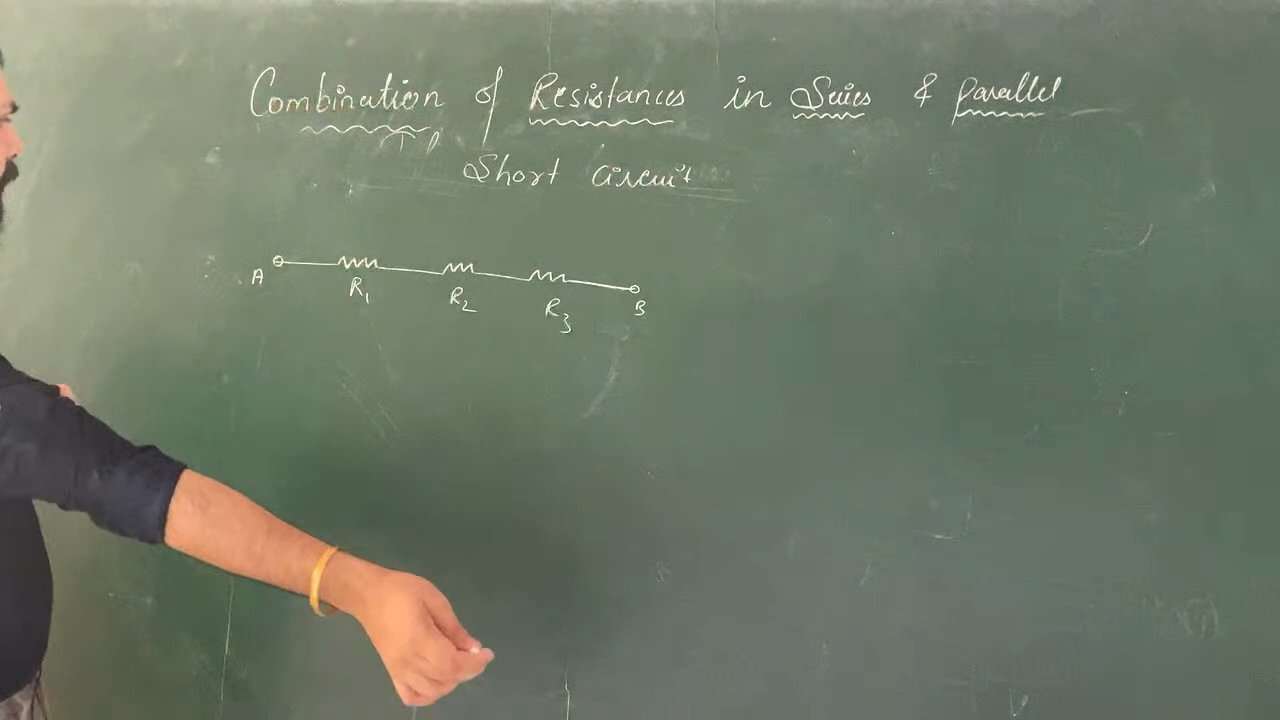 Combination of Resistances in Series & parallel
Short Circuit
A R1 R2 R3 B